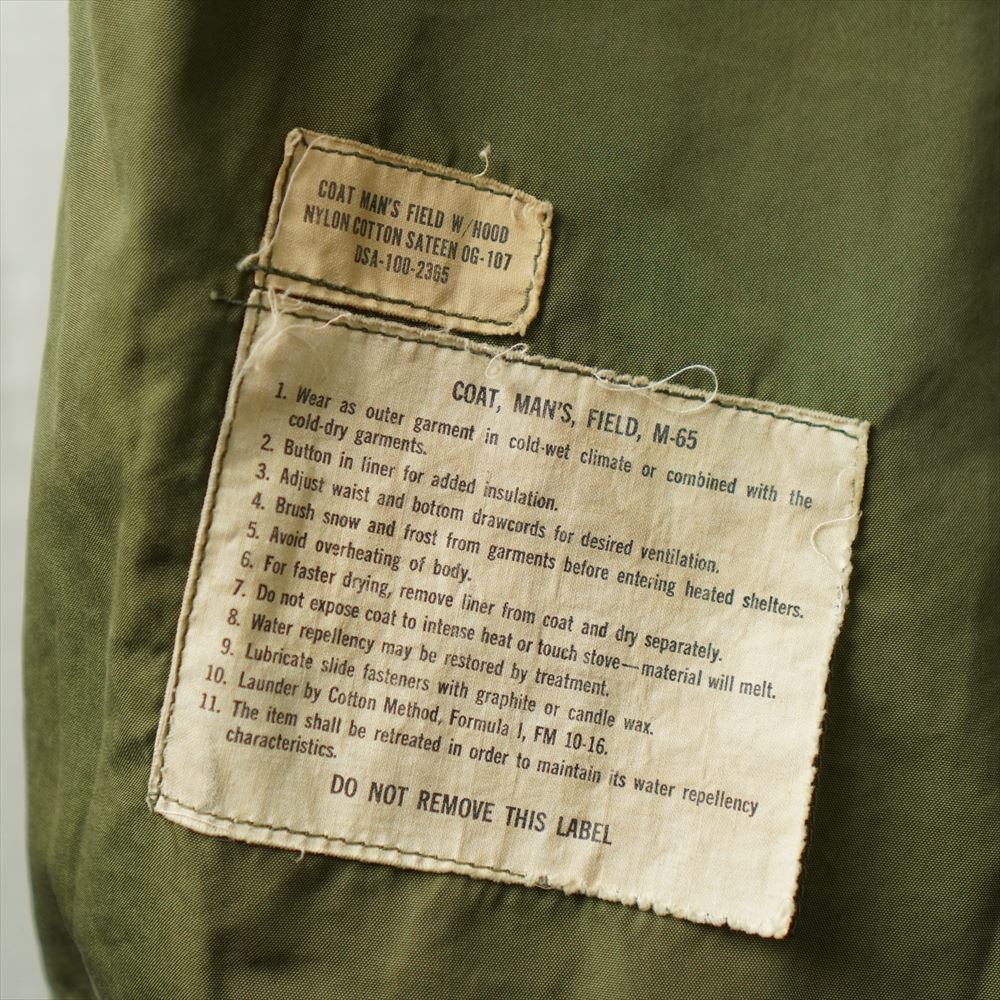 COAT MAN'S FIELD W/HOOD
NYLON COTTON SATEEN OG-107
DSA-100-2365
COAT, MAN'S, FIELD, M-65
1. Wear as outer garment in cold-wet climate or combined with the
cold-dry garments.
2. Button in liner for added insulation.
3. Adjust waist and bottom drawcords for desired ventilation.
4. Brush snow and frost from garments before entering heated shelters.
5. Avoid overheating of body.
6. For faster drying, remove liner from coat and dry separately.
7. Do not expose coat to intense heat or touch stove—material will melt.
8. Water repellency may be restored by treatment.
9. Lubricate slide fasteners with graphite or candle wax.
10. Launder by Cotton Method, Formula I, FM 10-16.
11. The item shall be retreated in order to maintain its water repellency
characteristics.
DO NOT REMOVE THIS LABEL